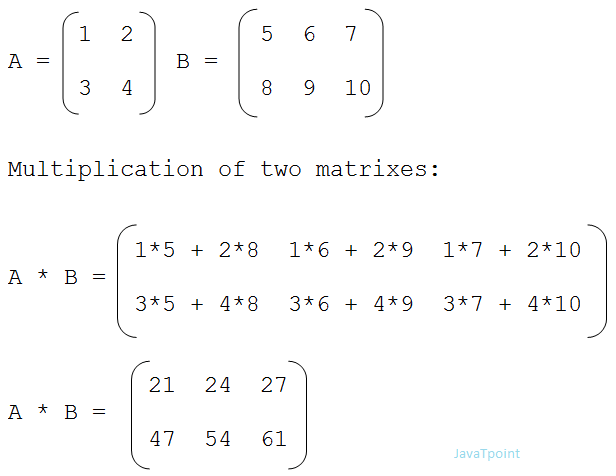 1 2
5 6 7
A = B =
3 4
8 9 10
Multiplication of two matrixes:
1*5 + 2*8 1*6 + 2*9 1*7 + 2*10
A * B =
3*5 + 4*8 3*6 + 4*9 3*7 + 4*10
21 24 27
A * B =
47 54 61
JavaTpoint